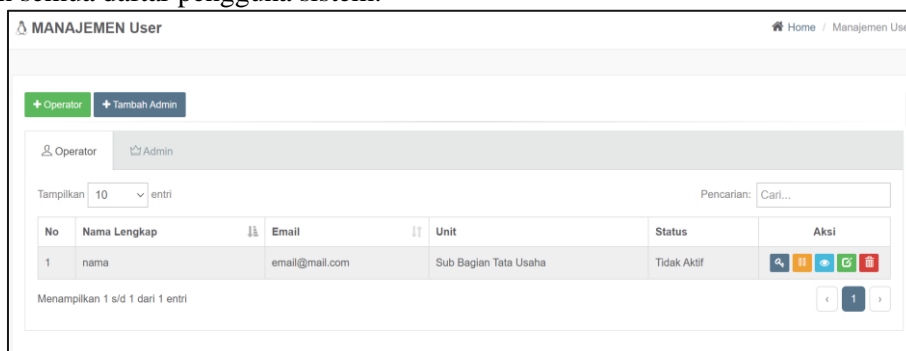 semua daftar pengguna sistem.
MANAJEMEN User
Home / Manajemen Use
+ Operator + Tambah Admin
Operator Admin
Tampilkan 10 entri Pencarian: Cari...
No Nama Lengkap Email Unit Status Aksi
1 nama email@mail.com Sub Bagian Tata Usaha Tidak Aktif
Menampilkan 1 s/d 1 dari 1 entri ‹ 1 ›